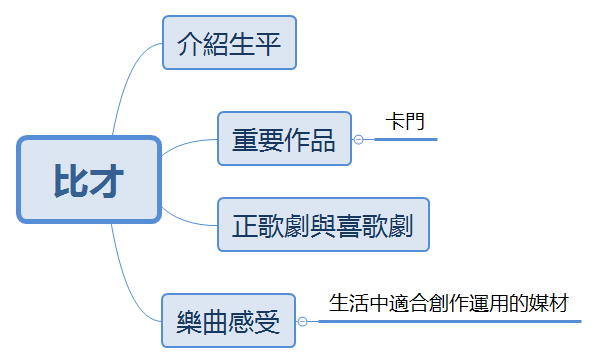 比才
介紹生平
重要作品
卡門
正歌劇與喜歌劇
樂曲感受
生活中適合創作運用的媒材